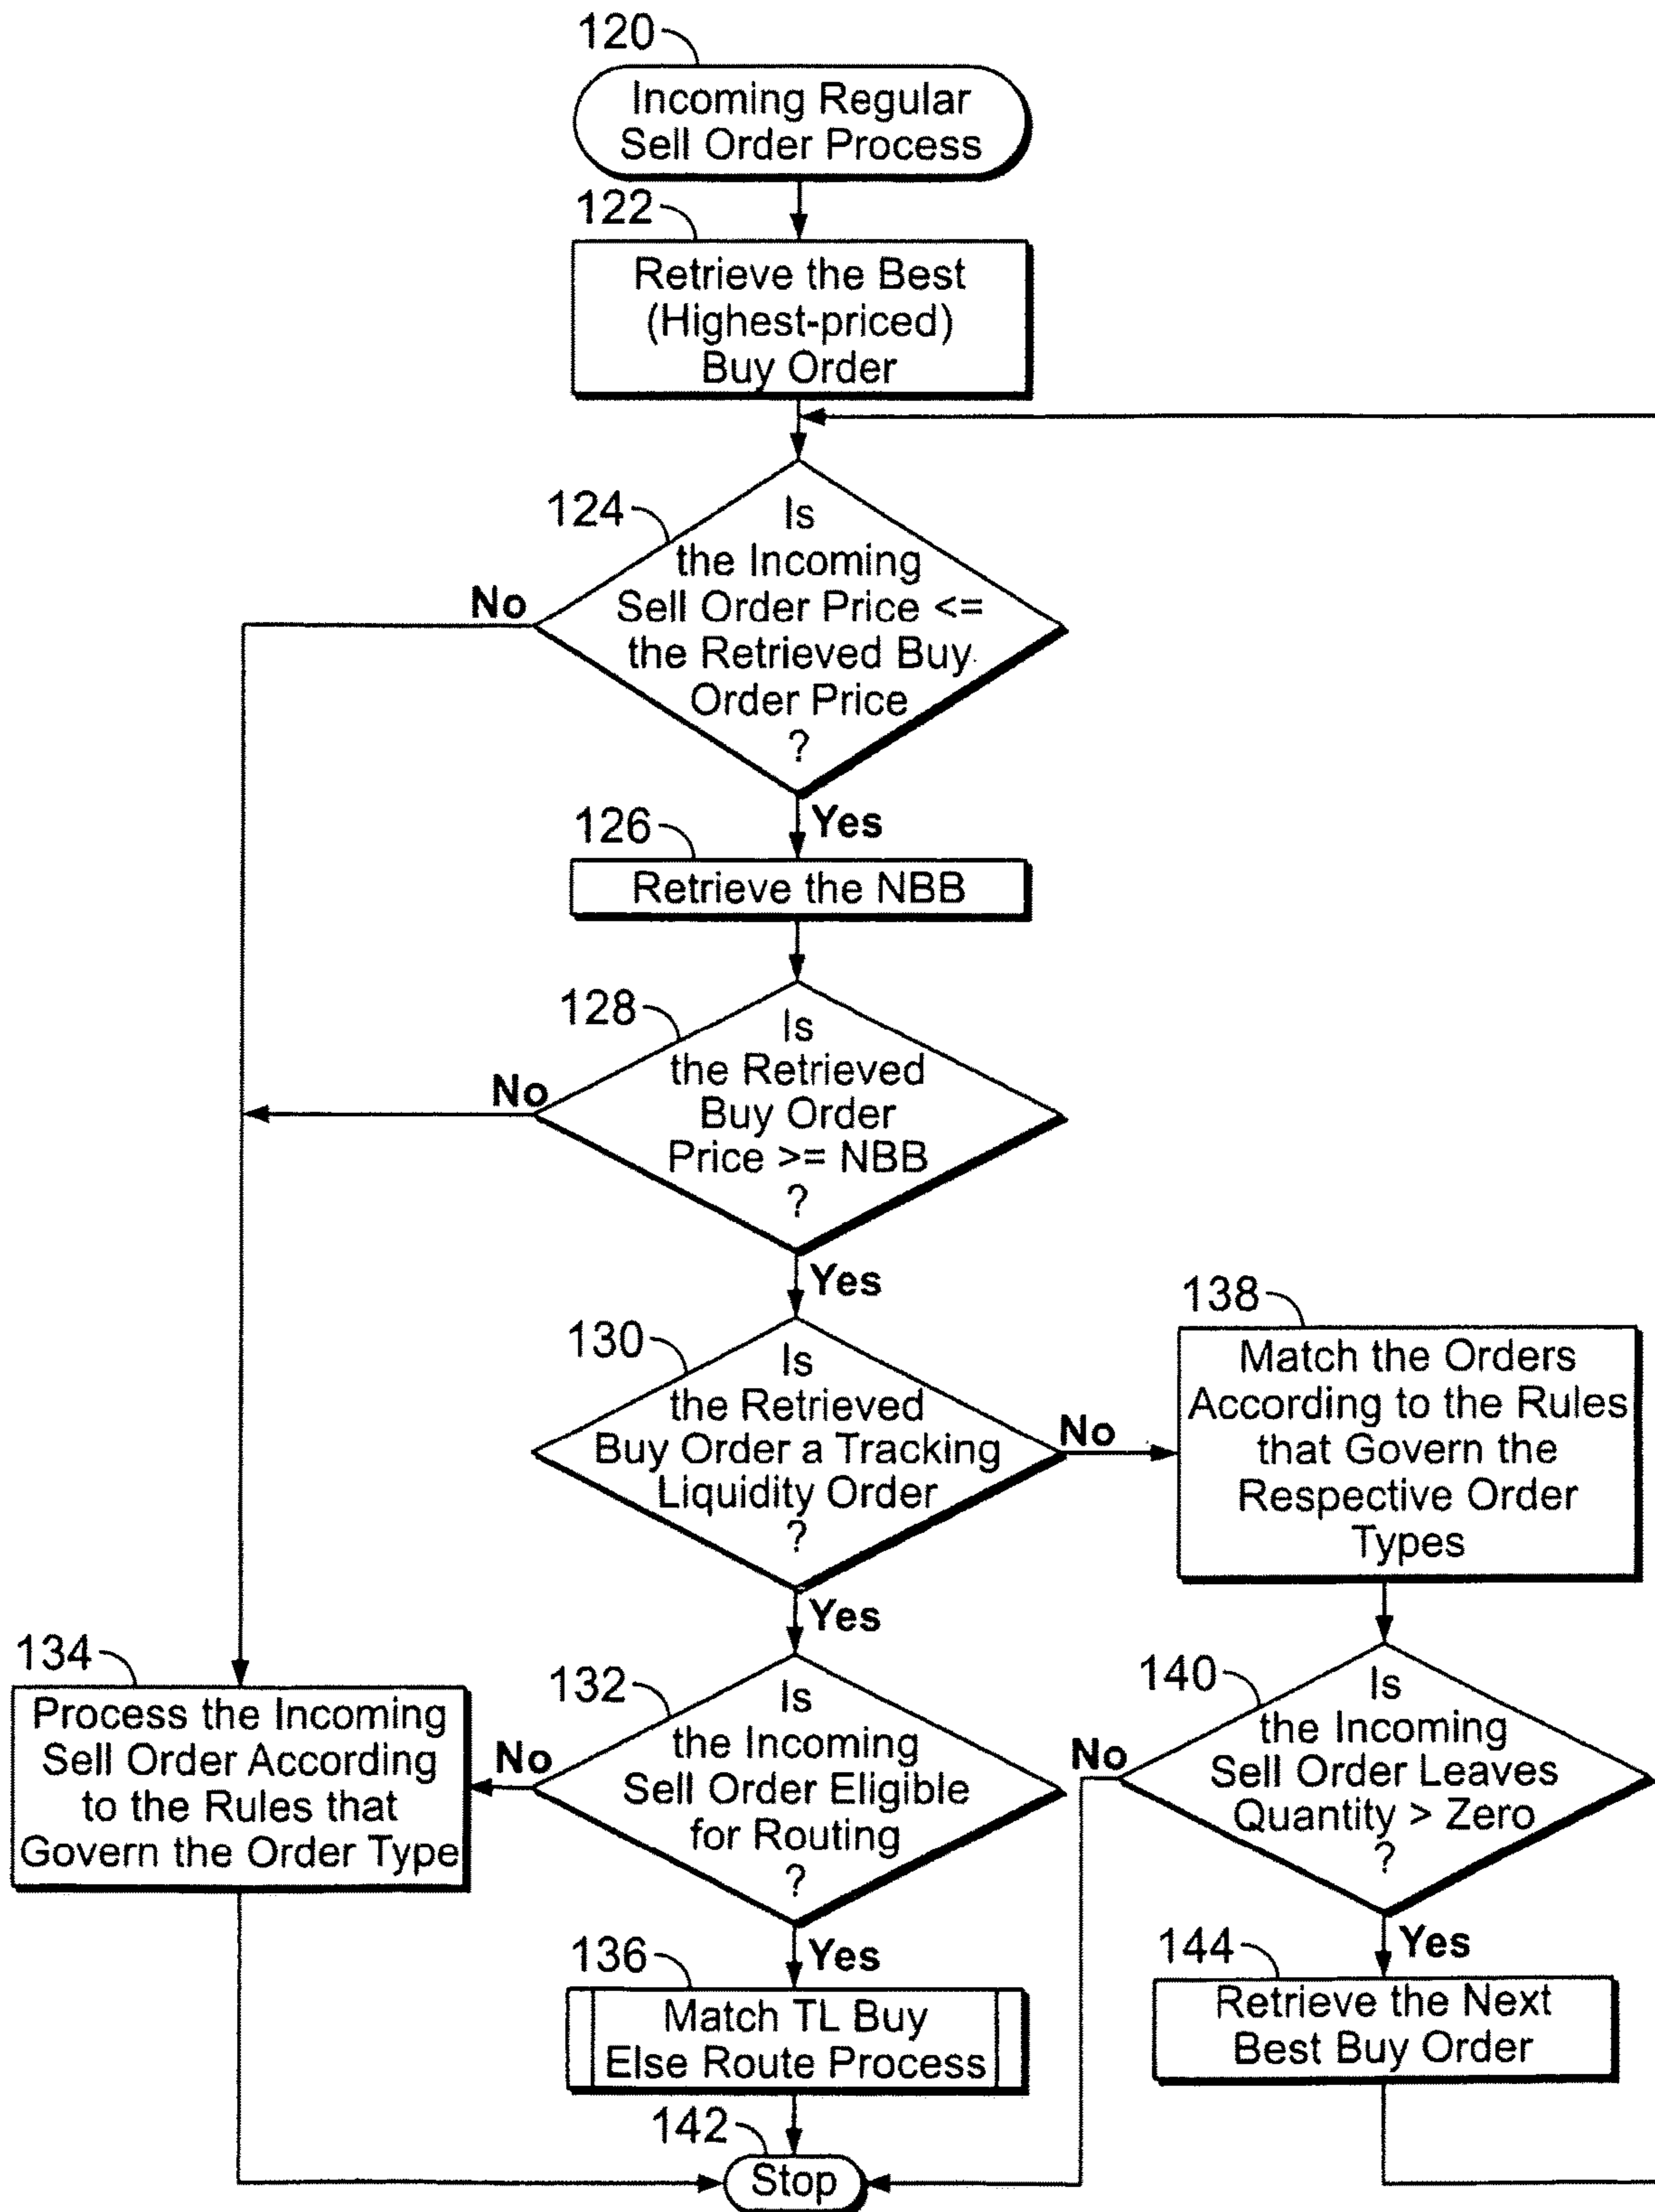 120
Incoming Regular
Sell Order Process
122
Retrieve the Best
(Highest-priced)
Buy Order
124
Is
the Incoming
Sell Order Price <=
the Retrieved Buy
Order Price
?
No
Yes
126
Retrieve the NBB
128
Is
the Retrieved
Buy Order
Price >= NBB
?
No
Yes
130
Is
the Retrieved
Buy Order a Tracking
Liquidity Order
?
No
Yes
138
Match the Orders
According to the Rules
that Govern the
Respective Order
Types
134
Process the Incoming
Sell Order According
to the Rules that
Govern the Order Type
132
Is
the Incoming
Sell Order Eligible
for Routing
?
No
Yes
140
Is
the Incoming
Sell Order Leaves
Quantity > Zero
?
No
Yes
136
Match TL Buy
Else Route Process
144
Retrieve the Next
Best Buy Order
142
Stop